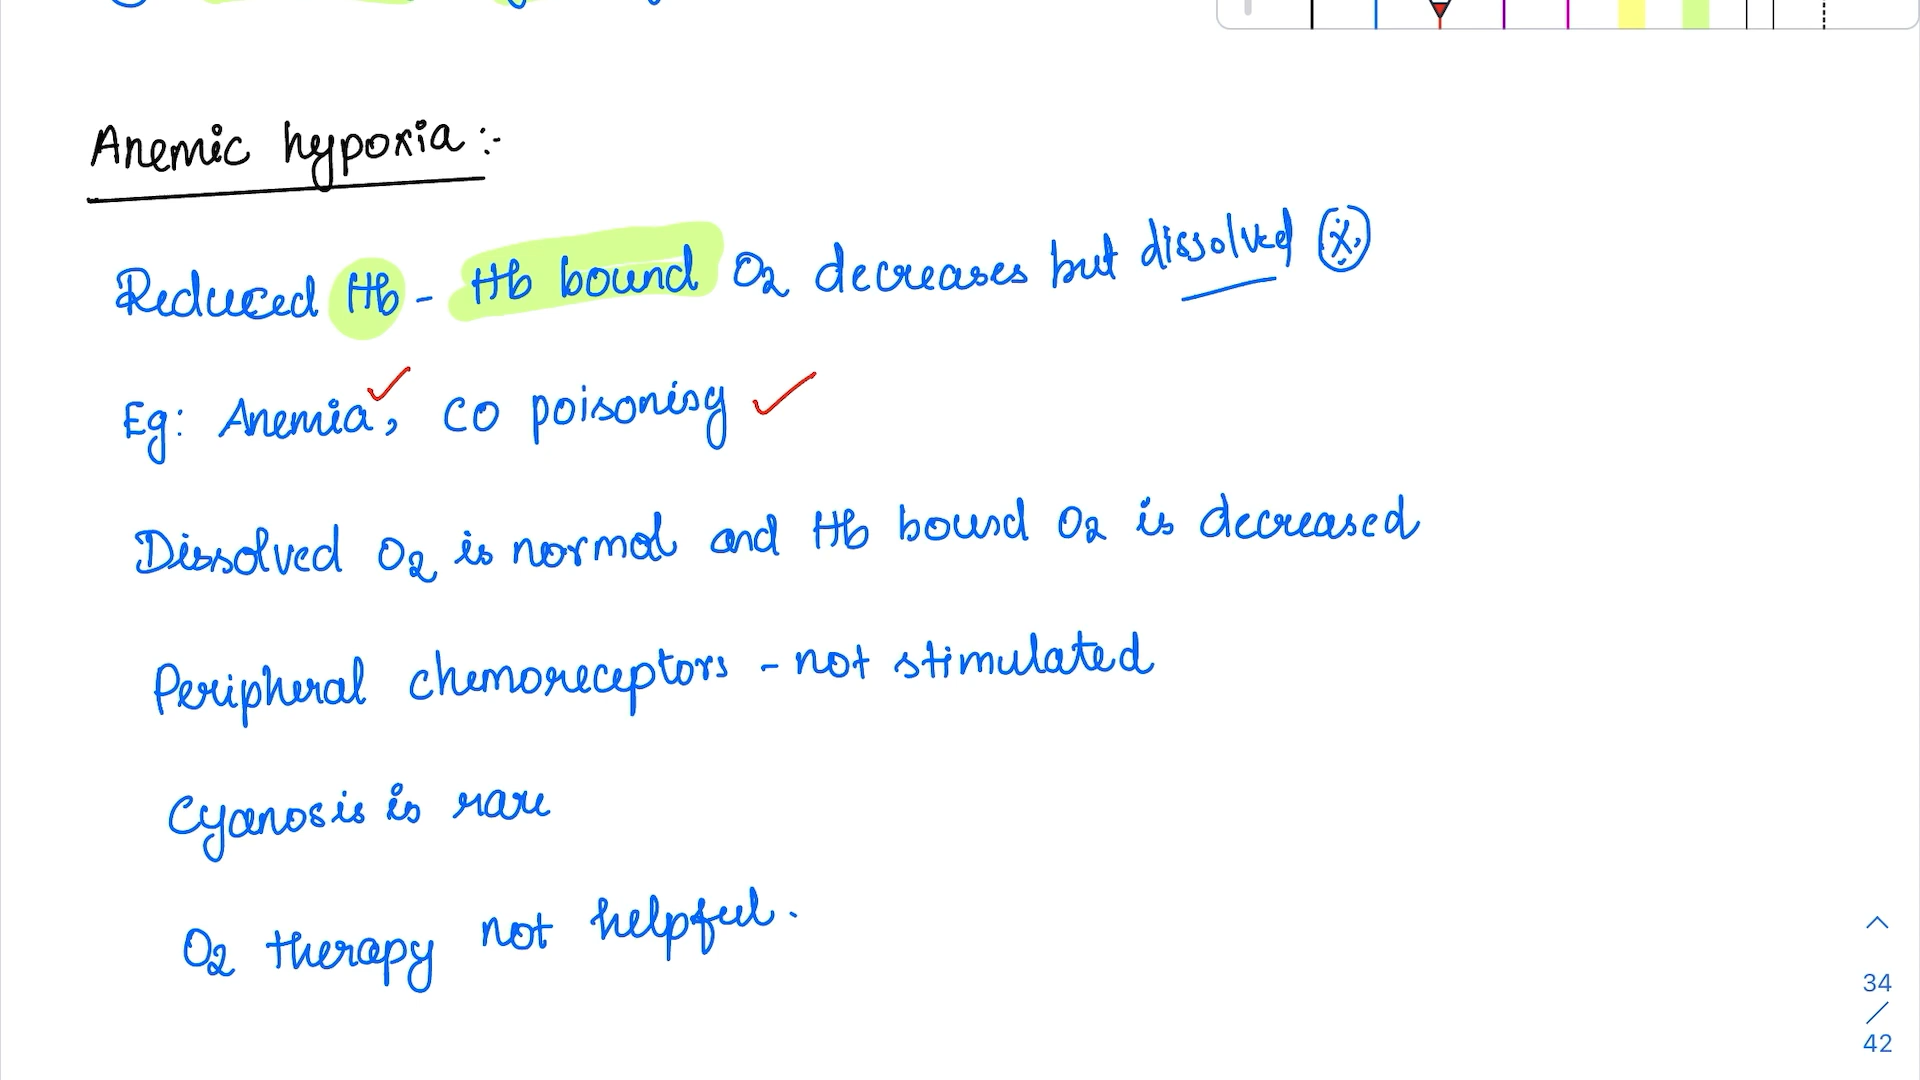 Anemic hypoxia :-
Reduced Hb - Hb bound O2 decreases but dissolved
Eg: Anemia, CO poisoning
Dissolved O2 is normal and Hb bound O2 is decreased
Peripheral chemoreceptors - not stimulated
Cyanosis is rare
O2 therapy not helpful.
34
/
42